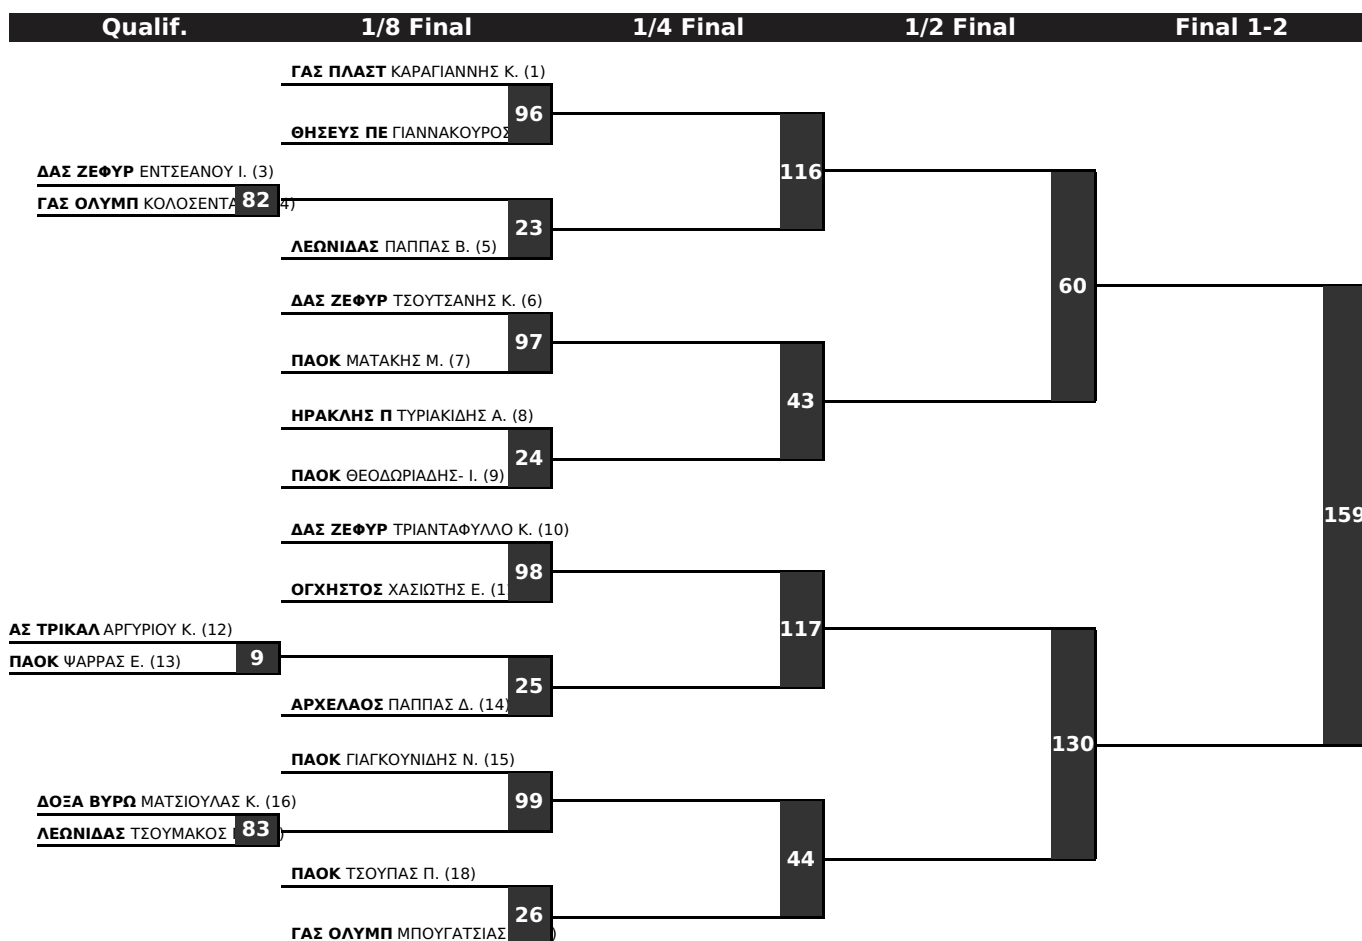 Qualif. 1/8 Final 1/4 Final 1/2 Final Final 1-2
ΓΑΣ ΠΛΑΣΤ ΚΑΡΑΓΙΑΝΝΗΣ Κ. (1)
96
ΘΗΣΕΥΣ ΠΕ ΓΙΑΝΝΑΚΟΥΡΟΣ
ΔΑΣ ΖΕΦΥΡ ΕΝΤΣΕΑΝΟΥ Ι. (3)
116
ΓΑΣ ΟΛΥΜΠ ΚΟΛΟΣΕΝΤΑ 82 4)
23
ΛΕΩΝΙΔΑΣ ΠΑΠΠΑΣ Β. (5)
60
ΔΑΣ ΖΕΦΥΡ ΤΣΟΥΤΣΑΝΗΣ Κ. (6)
97
ΠΑΟΚ ΜΑΤΑΚΗΣ Μ. (7)
43
ΗΡΑΚΛΗΣ Π ΤΥΡΙΑΚΙΔΗΣ Α. (8)
24
ΠΑΟΚ ΘΕΟΔΩΡΙΑΔΗΣ- Ι. (9)
159
ΔΑΣ ΖΕΦΥΡ ΤΡΙΑΝΤΑΦΥΛΛΟ Κ. (10)
98
ΟΓΧΗΣΤΟΣ ΧΑΣΙΩΤΗΣ Ε. (1
ΑΣ ΤΡΙΚΑΛ ΑΡΓΥΡΙΟΥ Κ. (12)
117
ΠΑΟΚ ΨΑΡΡΑΣ Ε. (13)
9
25
ΑΡΧΕΛΑΟΣ ΠΑΠΠΑΣ Δ. (14)
130
ΠΑΟΚ ΓΙΑΓΚΟΥΝΙΔΗΣ Ν. (15)
ΔΟΞΑ ΒΥΡΩ ΜΑΤΣΙΟΥΛΑΣ Κ. (16)
99
ΛΕΩΝΙΔΑΣ ΤΣΟΥΜΑΚΟΣ 83 )
44
ΠΑΟΚ ΤΣΟΥΠΑΣ Π. (18)
26
ΓΑΣ ΟΛΥΜΠ ΜΠΟΥΓΑΤΣΙΑΣ )